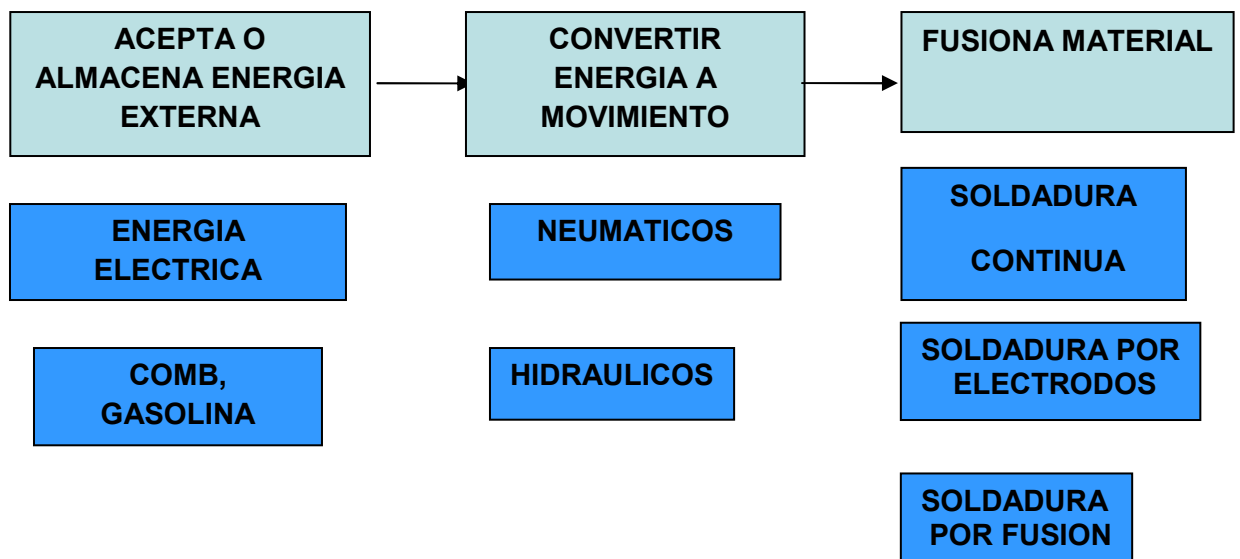 ACEPTA O
ALMACENA ENERGIA
EXTERNA
CONVERTIR
ENERGIA A
MOVIMIENTO
FUSIONA MATERIAL
ENERGIA
ELECTRICA
NEUMATICOS
SOLDADURA
CONTINUA
COMB,
GASOLINA
HIDRAULICOS
SOLDADURA POR
ELECTRODOS
SOLDADURA
POR FUSION